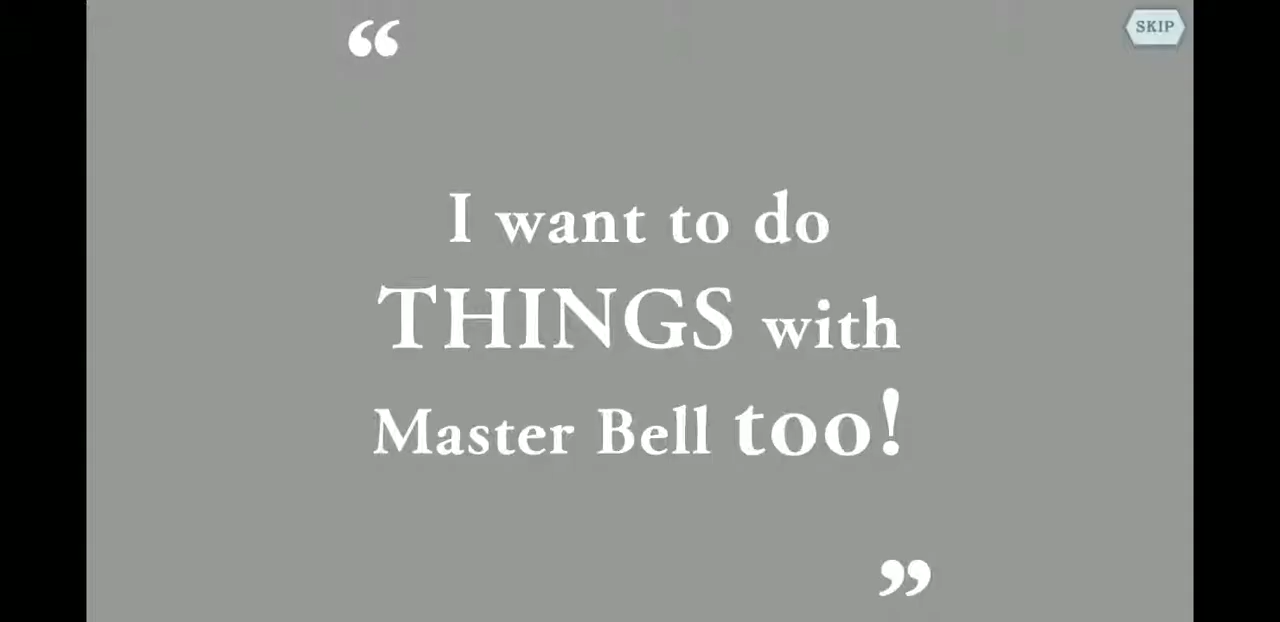 SKIP
“
I want to do
THINGS with
Master Bell too!
”